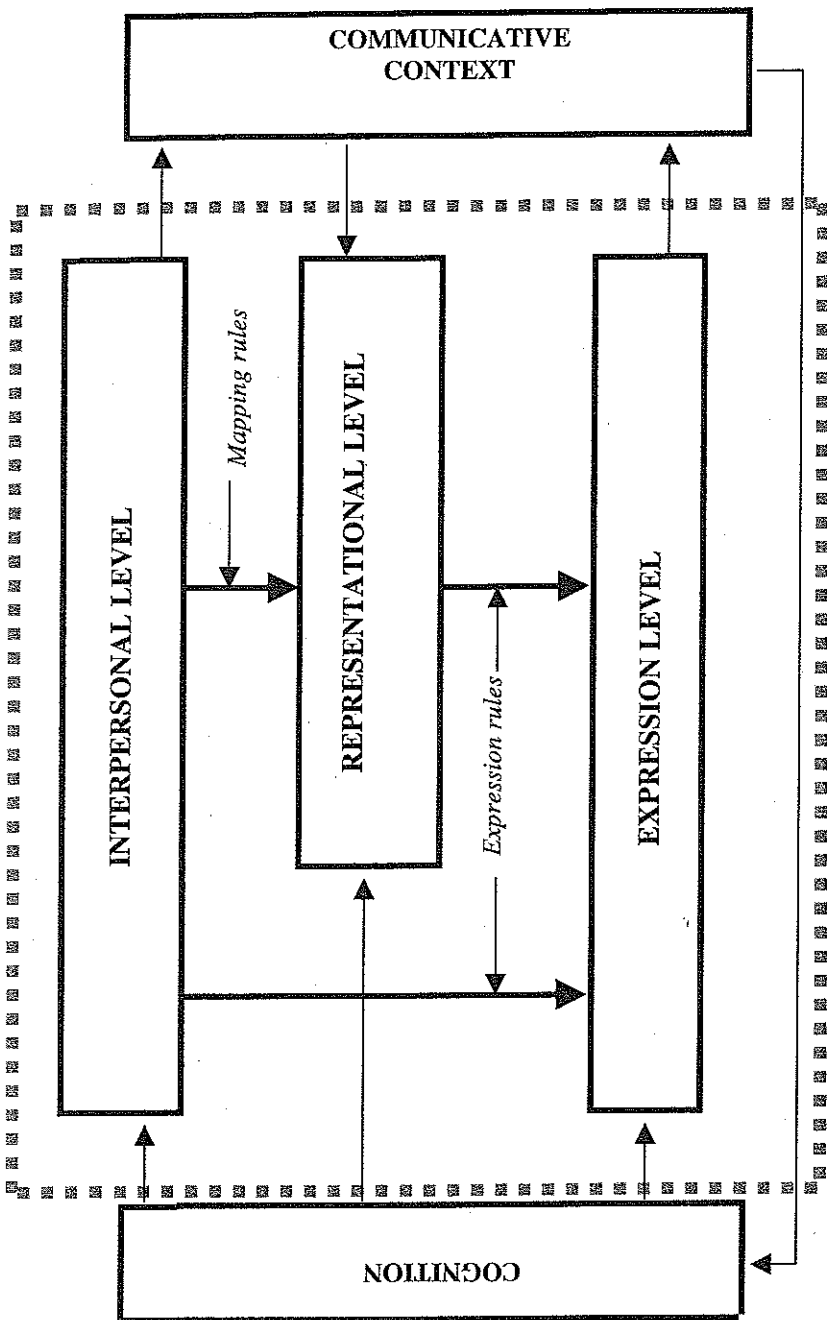 COMMUNICATIVE
CONTEXT
INTERPERSONAL LEVEL
Mapping rules
REPRESENTATIONAL LEVEL
Expression rules
EXPRESSION LEVEL
COGNITION